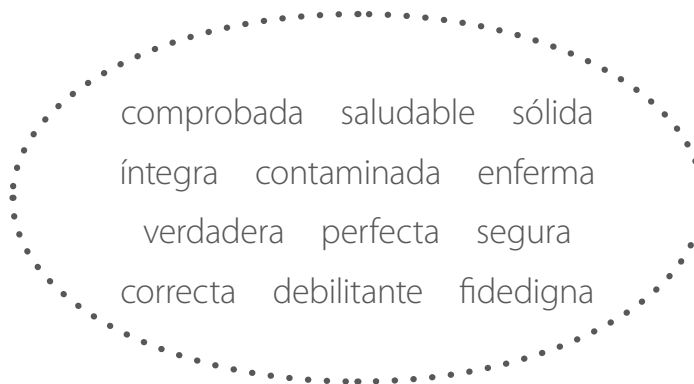 comprobada saludable sólida
íntegra contaminada enferma
verdadera perfecta segura
correcta debilitante fidedigna